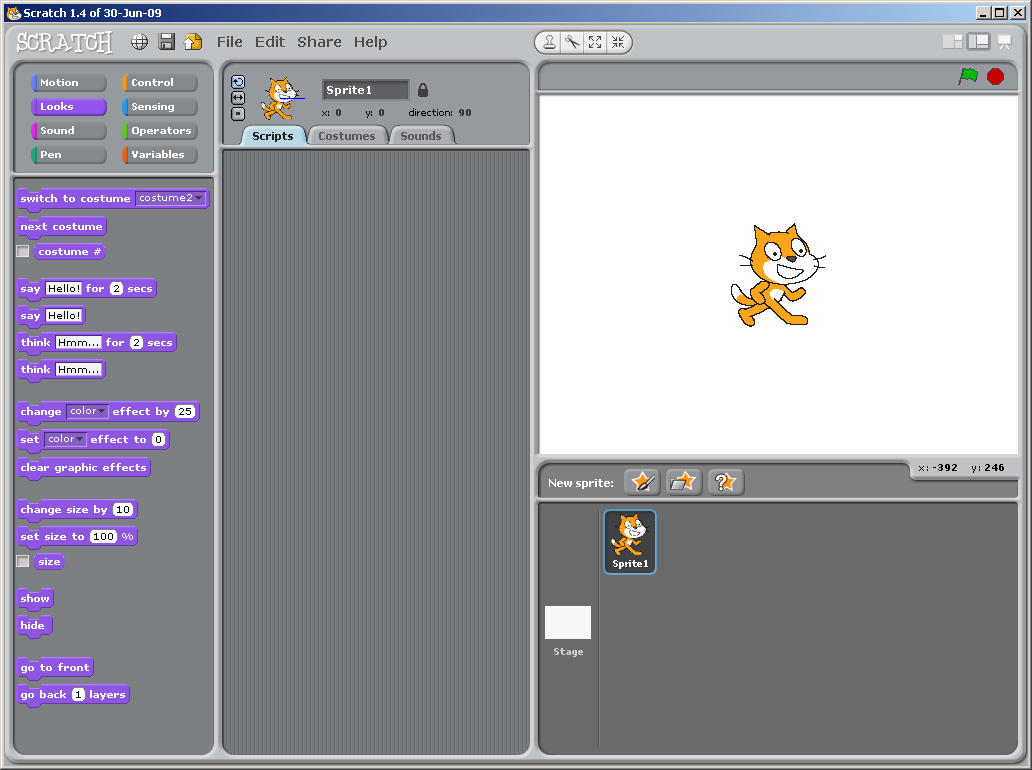 Scratch 1.4 of 30-Jun-09
SCRATCH File Edit Share Help
Motion Control
Looks Sensing
Sound Operators
Pen Variables
switch to costume costume2
next costume
costume #
say Hello! for 2 secs
say Hello!
think Hmm... for 2 secs
think Hmm...
change color effect by 25
set color effect to 0
clear graphic effects
change size by 10
set size to 100 %
size
show
hide
go to front
go back 1 layers
Sprite1
x: 0 y: 0 direction: 90
Scripts Costumes Sounds
x: -392 y: 246
New sprite: ?
Sprite1
Stage